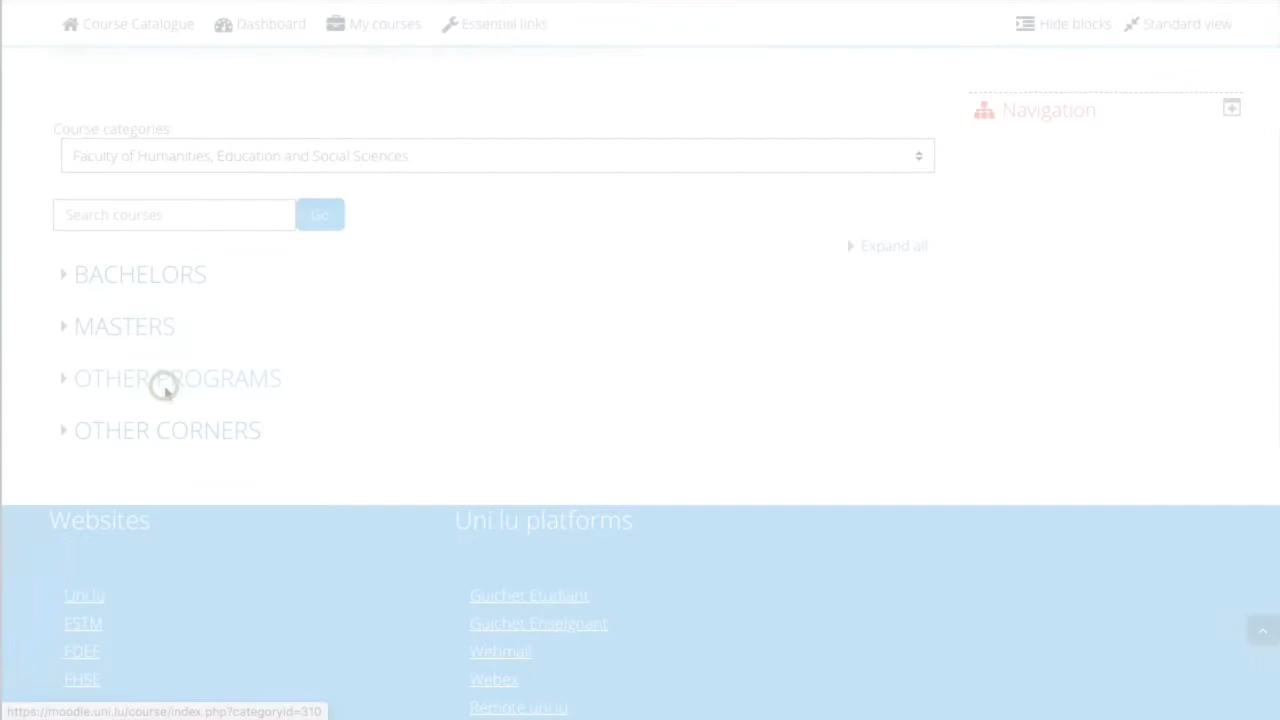 Course Catalogue Dashboard My courses Essential links Hide blocks Standard view
Navigation
Course categories
Faculty of Humanities, Education and Social Sciences
Search courses Go
Expand all
BACHELORS
MASTERS
OTHER PROGRAMS
OTHER CORNERS
Websites Uni.lu platforms
Uni.lu Guichet Etudiant
FSTM Guichet Enseignant
FDEF Webmail
FHSE Webex
Remote.uni.lu
https://moodle.uni.lu/course/index.php?categoryid=310